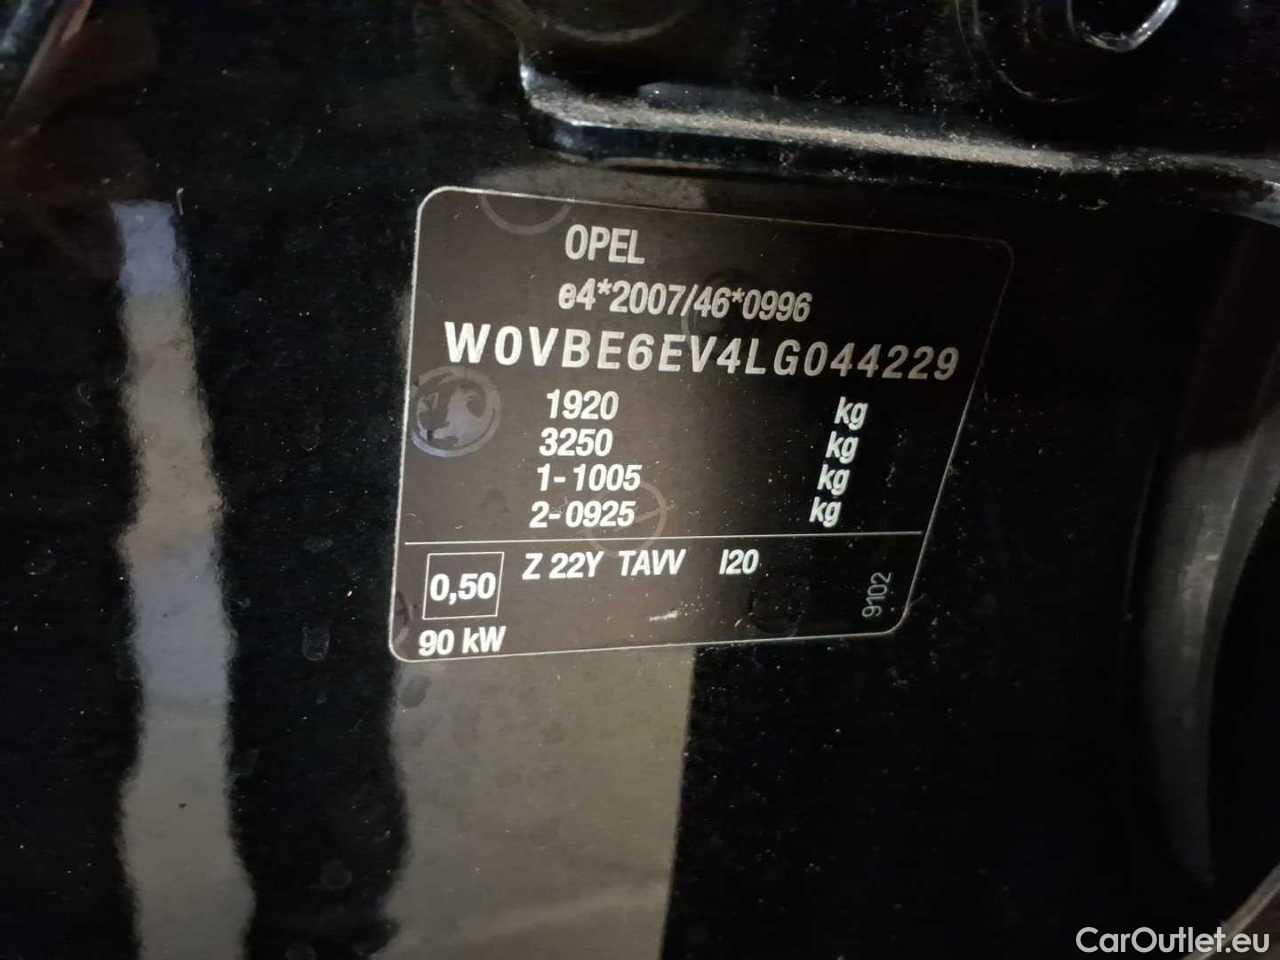 OPEL
e4*2007/46*0996
W0VBE6EV4LG044229
1920 kg
3250 kg
1-1005 kg
2-0925 kg
0,50 Z 22Y TAVV I20
90 kW
9102
CarOutlet.eu